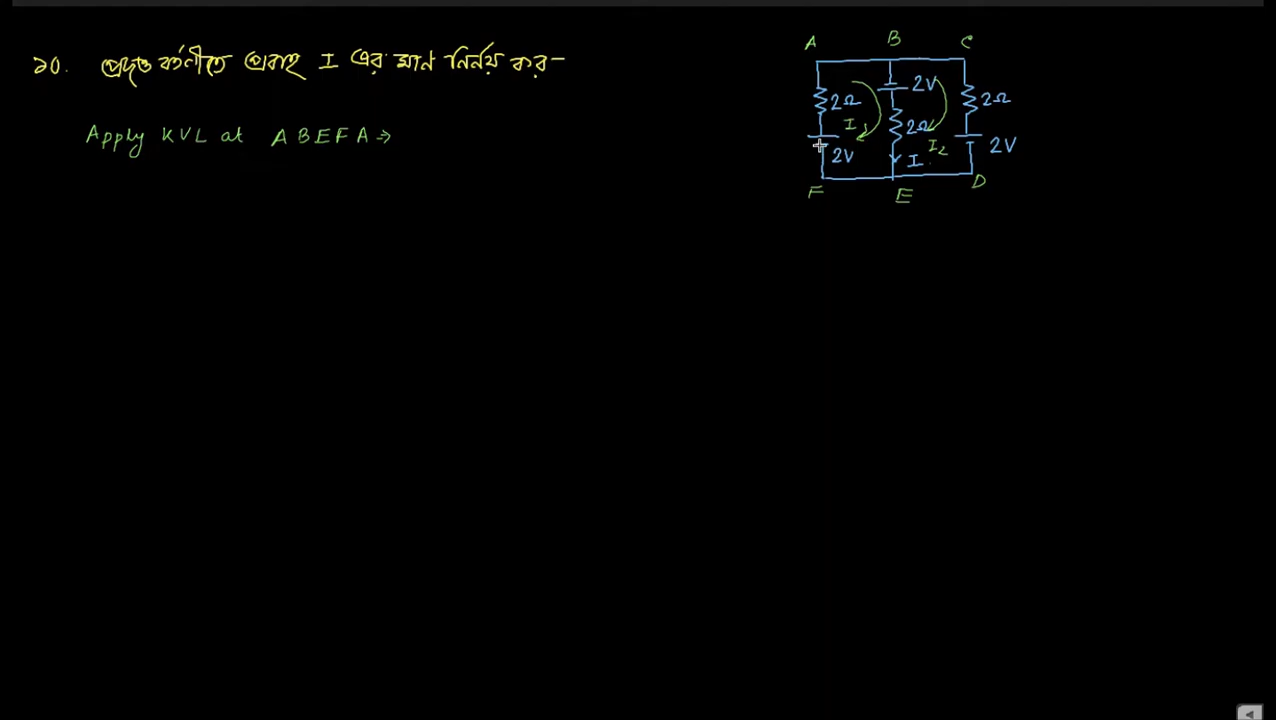 ১০. প্রদত্ত বর্তনীতে প্রবাহ I এর মান নির্নয় কর-
Apply KVL at ABEFA →
A B C
2Ω 2V 2Ω
I₁ 2Ω I₂
2V I 2V
F E D